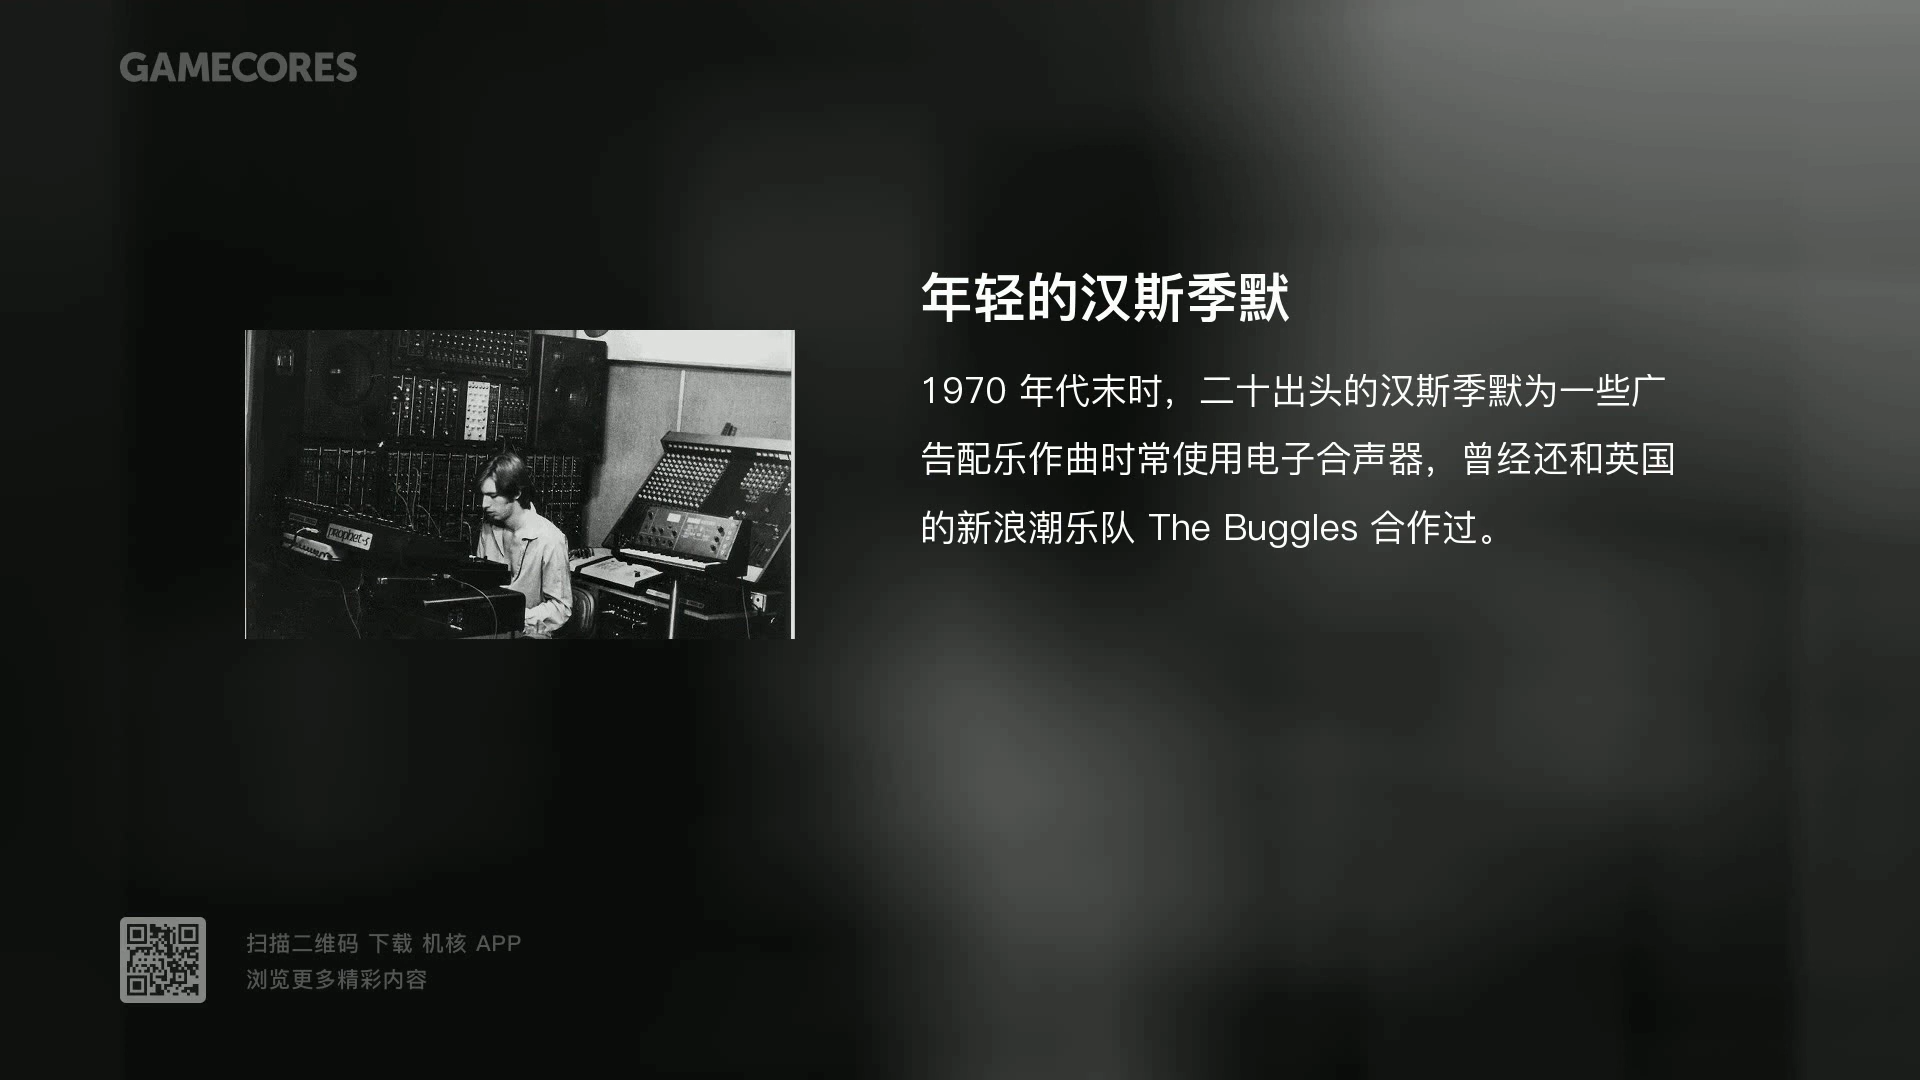 GAMECORES
年轻的汉斯季默
1970 年代末时，二十出头的汉斯季默为一些广
告配乐作曲时常使用电子合声器，曾经还和英国
的新浪潮乐队 The Buggles 合作过。
prophet-5
扫描二维码 下载 机核 APP
浏览更多精彩内容